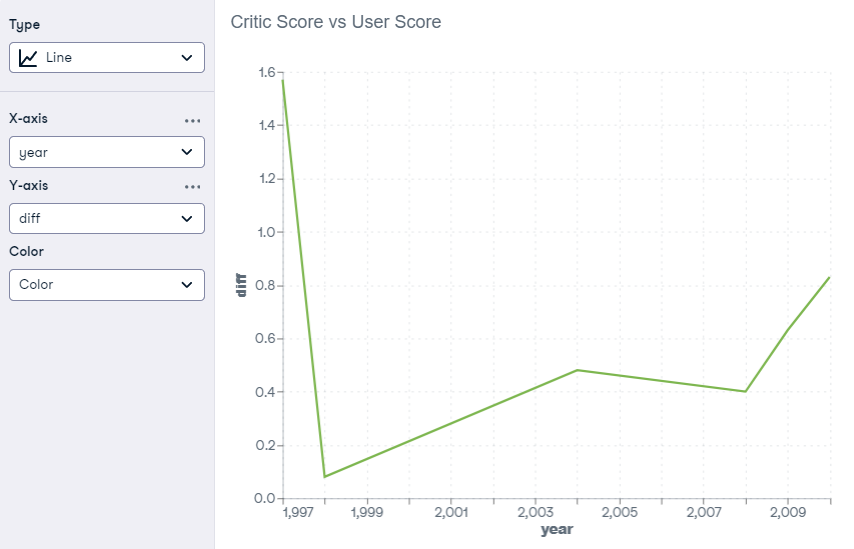 Type
Line
X-axis
year
Y-axis
diff
Color
Color
Critic Score vs User Score
1.6
1.4
1.2
1.0
0.8
0.6
0.4
0.2
0.0
diff
1,997 1,999 2,001 2,003 2,005 2,007 2,009
year